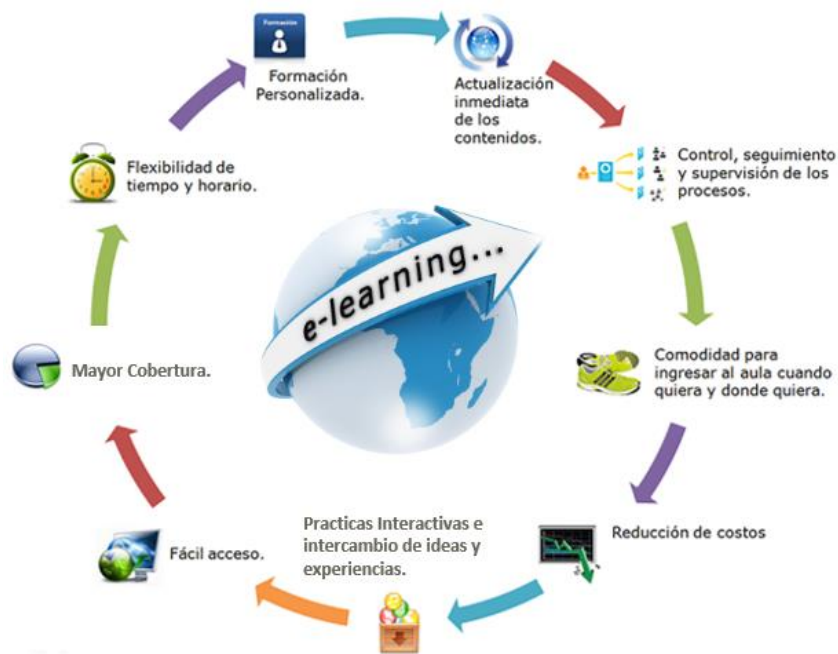 Formación
Formación
Personalizada.
Actualización
inmediata
de los
contenidos.
Control, seguimiento
y supervisión de los
procesos.
Comodidad para
ingresar al aula cuando
quiera y donde quiera.
Reducción de costos
Practicas Interactivas e
intercambio de ideas y
experiencias.
Fácil acceso.
Mayor Cobertura.
Flexibilidad de
tiempo y horario.
e-learning...